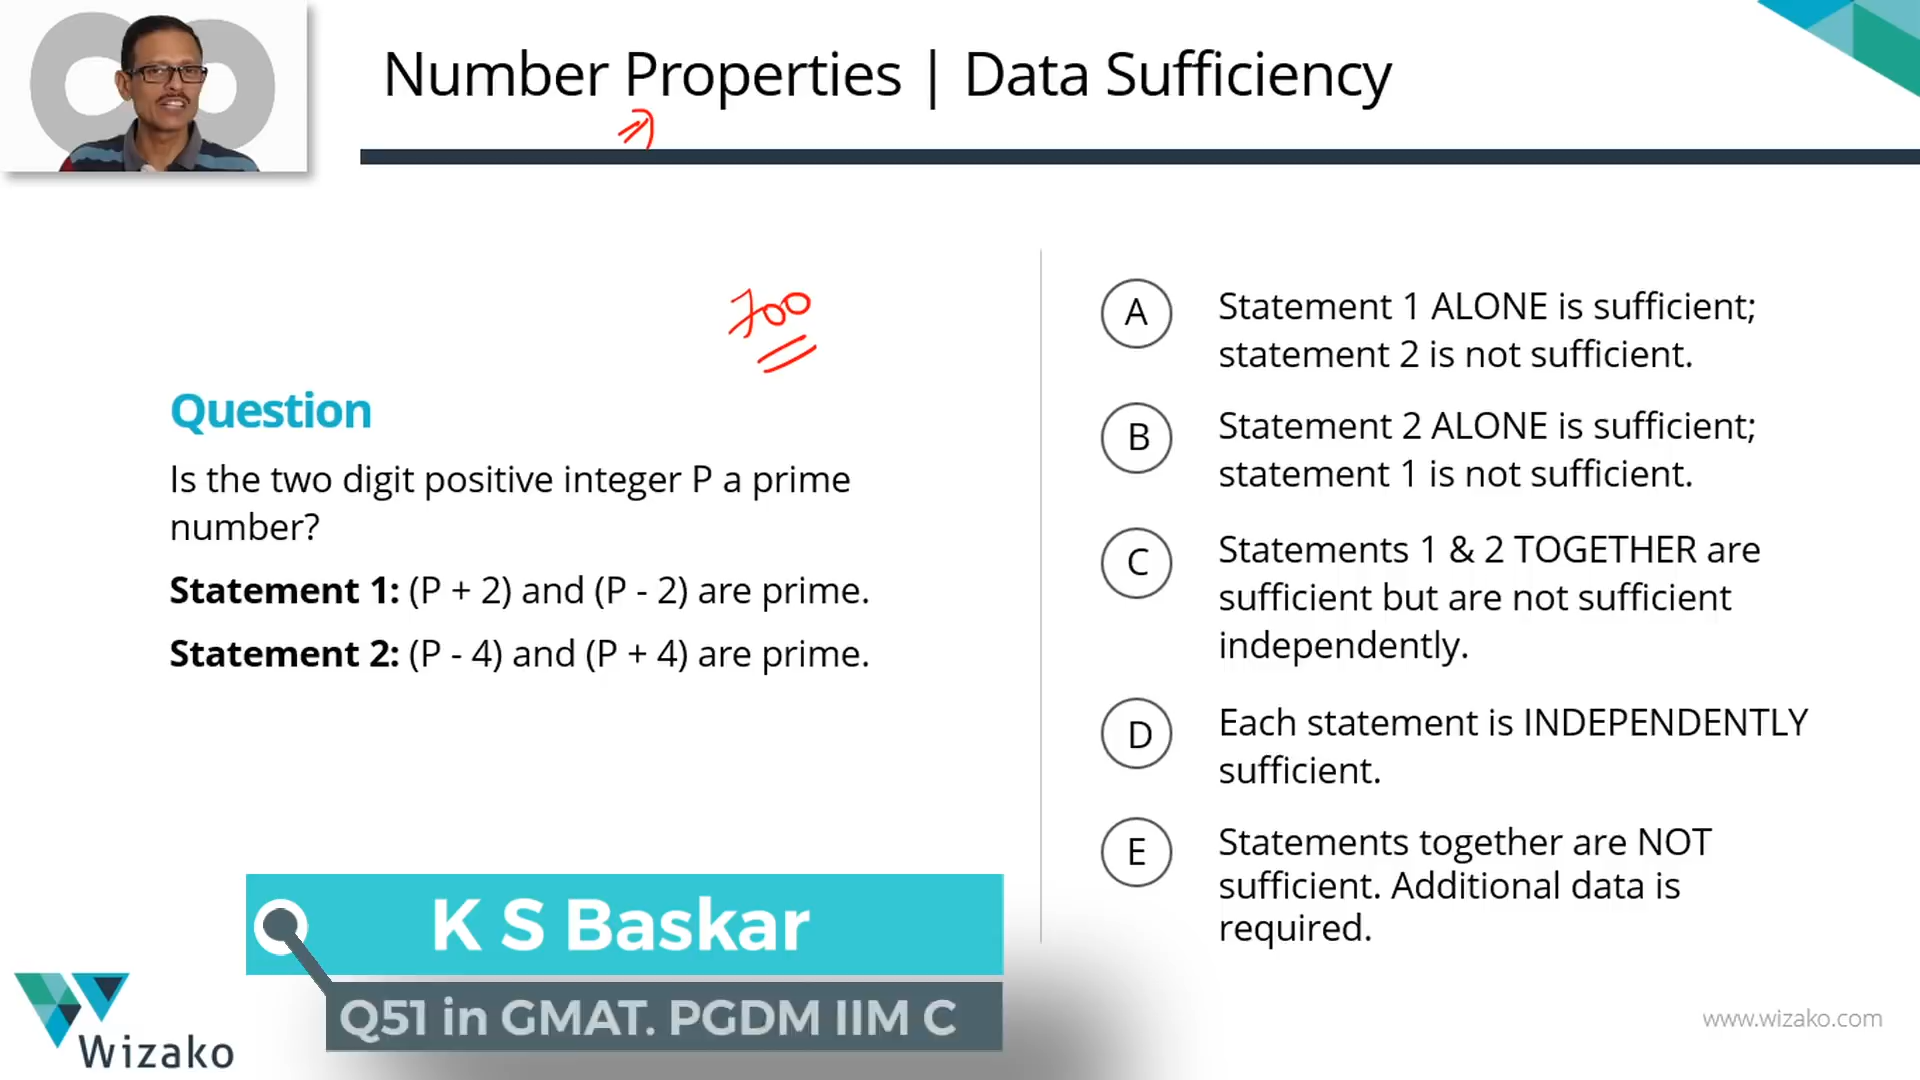 Number Properties | Data Sufficiency
700
Question
Is the two digit positive integer P a prime
number?
Statement 1: (P + 2) and (P - 2) are prime.
Statement 2: (P - 4) and (P + 4) are prime.
A
Statement 1 ALONE is sufficient;
statement 2 is not sufficient.
B
Statement 2 ALONE is sufficient;
statement 1 is not sufficient.
C
Statements 1 & 2 TOGETHER are
sufficient but are not sufficient
independently.
D
Each statement is INDEPENDENTLY
sufficient.
E
Statements together are NOT
sufficient. Additional data is
required.
K S Baskar
Q51 in GMAT. PGDM IIM C
Wizako
www.wizako.com